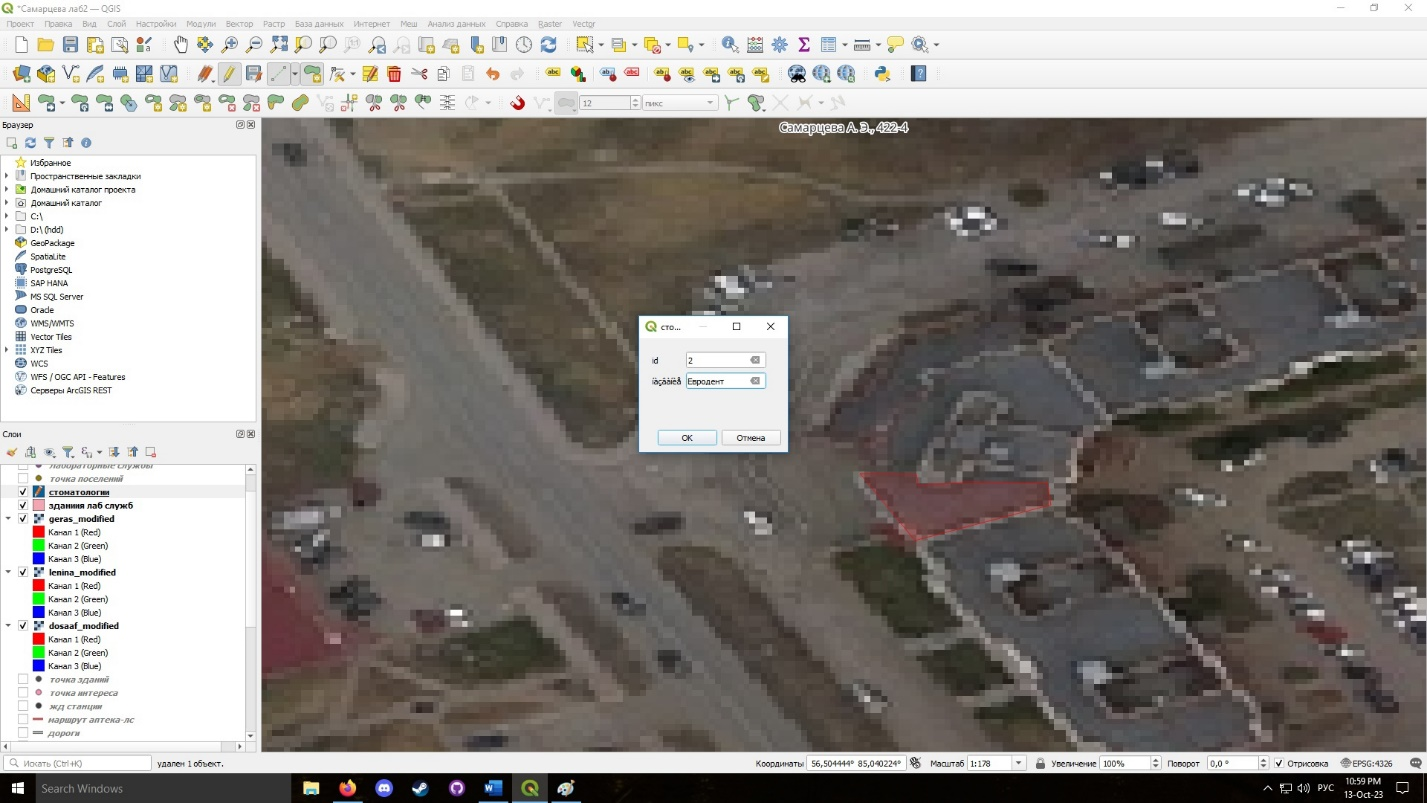 *Самарцева лаб2 — QGIS
Проект Правка Вид Слой Настройки Модули Вектор Растр База данных Интернет Меш Анализ данных Справка Raster Vector
12 пикс
Браузер
Избранное
Пространственные закладки
Домашний каталог проекта
Домашний каталог
C:\
D:\ (hdd)
GeoPackage
SpatiaLite
PostgreSQL
SAP HANA
MS SQL Server
Oracle
WMS/WMTS
Vector Tiles
XYZ Tiles
WCS
WFS / OGC API - Features
Серверы ArcGIS REST
Слои
лабораторные службы
точка поселений
стоматологии
здания лаб служб
geras_modified
Канал 1 (Red)
Канал 2 (Green)
Канал 3 (Blue)
lenina_modified
Канал 1 (Red)
Канал 2 (Green)
Канал 3 (Blue)
dosaaf_modified
Канал 1 (Red)
Канал 2 (Green)
Канал 3 (Blue)
точка зданий
точка интереса
жд станции
маршрут аптека-лс
дороги
Самарцева А. Э., 422-4
сто...
id 2
íàçâàíèå Евродент
OK Отмена
Искать (Ctrl+K) удален 1 объект. Координаты 56,504444° 85,040224° Масштаб 1:178 Увеличение 100% Поворот 0,0 ° Отрисовка EPSG:4326
Search Windows
РУС
10:59 PM
13-Oct-23